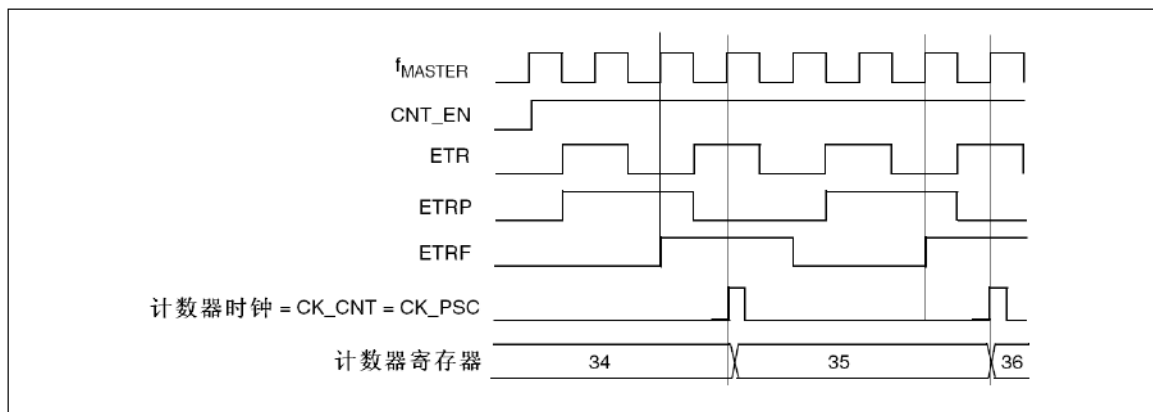 fMASTER
CNT_EN
ETR
ETRP
ETRF
计数器时钟 = CK_CNT = CK_PSC
计数器寄存器 34 35 36